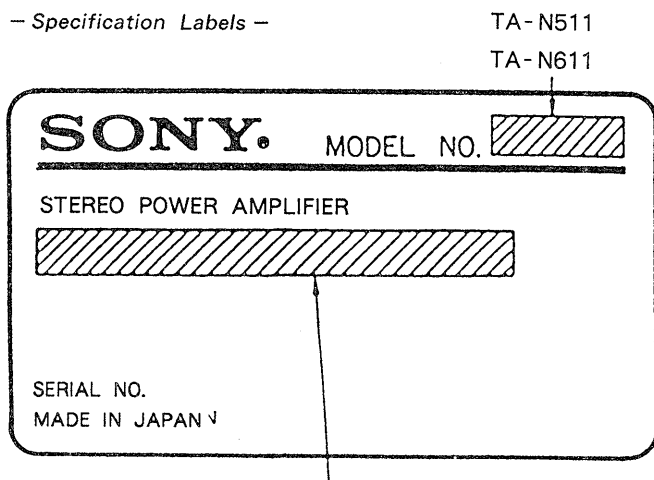 — Specification Labels —
TA-N511
TA-N611
SONY®
MODEL NO.
STEREO POWER AMPLIFIER
SERIAL NO.
MADE IN JAPAN